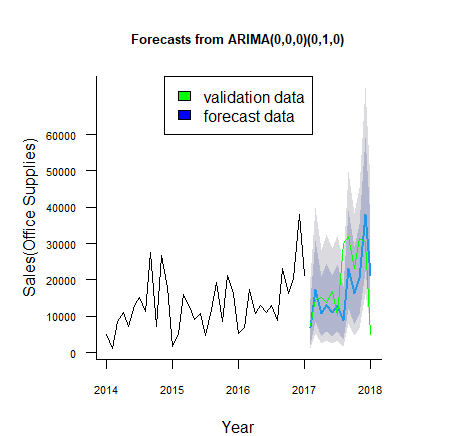 Forecasts from ARIMA(0,0,0)(0,1,0)
validation data
forecast data
Sales(Office Supplies)
60000
50000
40000
30000
20000
10000
0
2014 2015 2016 2017 2018
Year